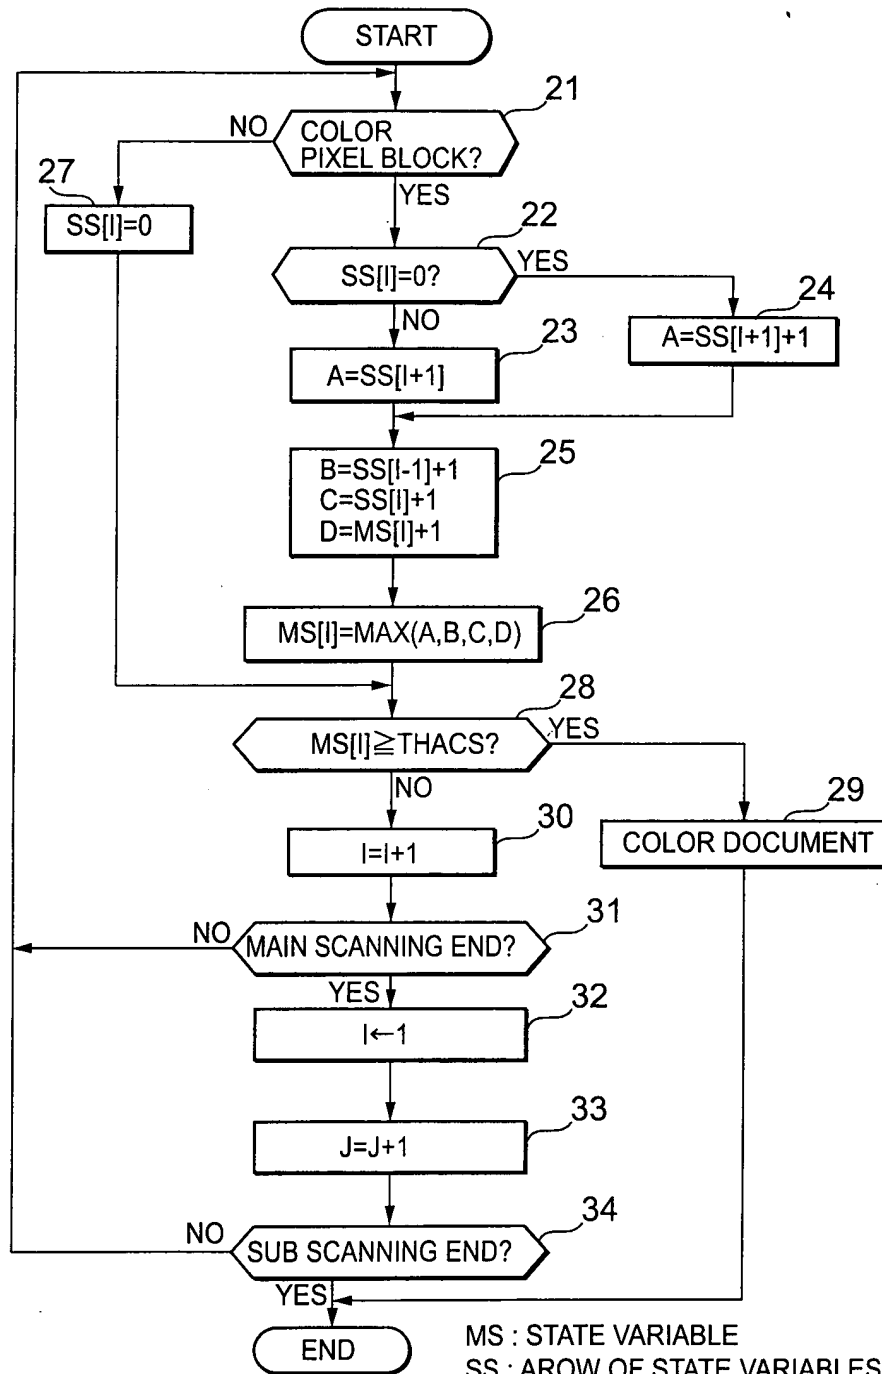 START
21
NO
COLOR
PIXEL BLOCK?
YES
27
SS[I]=0
22
SS[I]=0?
YES
NO
24
A=SS[I+1]+1
23
A=SS[I+1]
25
B=SS[I-1]+1
C=SS[I]+1
D=MS[I]+1
26
MS[I]=MAX(A,B,C,D)
28
MS[I]≧THACS?
YES
NO
29
COLOR DOCUMENT
30
I=I+1
31
NO
MAIN SCANNING END?
YES
32
I←1
33
J=J+1
34
NO
SUB SCANNING END?
YES
END
MS : STATE VARIABLE
SS : AROW OF STATE VARIABLES